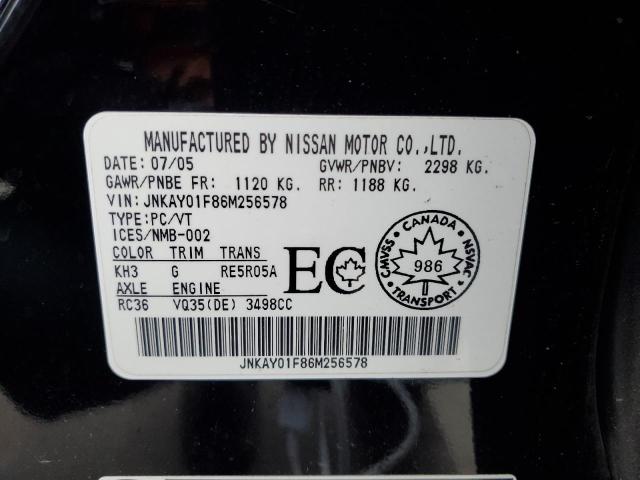 MANUFACTURED BY NISSAN MOTOR CO.,LTD.
DATE: 07/05 GVWR/PNBV: 2298 KG.
GAWR/PNBE FR: 1120 KG. RR: 1188 KG.
VIN: JNKAY01F86M256578
TYPE: PC/VT
ICES/NMB-002
COLOR TRIM TRANS
KH3 G RE5R05A
AXLE ENGINE
RC36 VQ35(DE) 3498CC
EC
CANADA
CMVSS 986 NSVAC
TRANSPORT
JNKAY01F86M256578